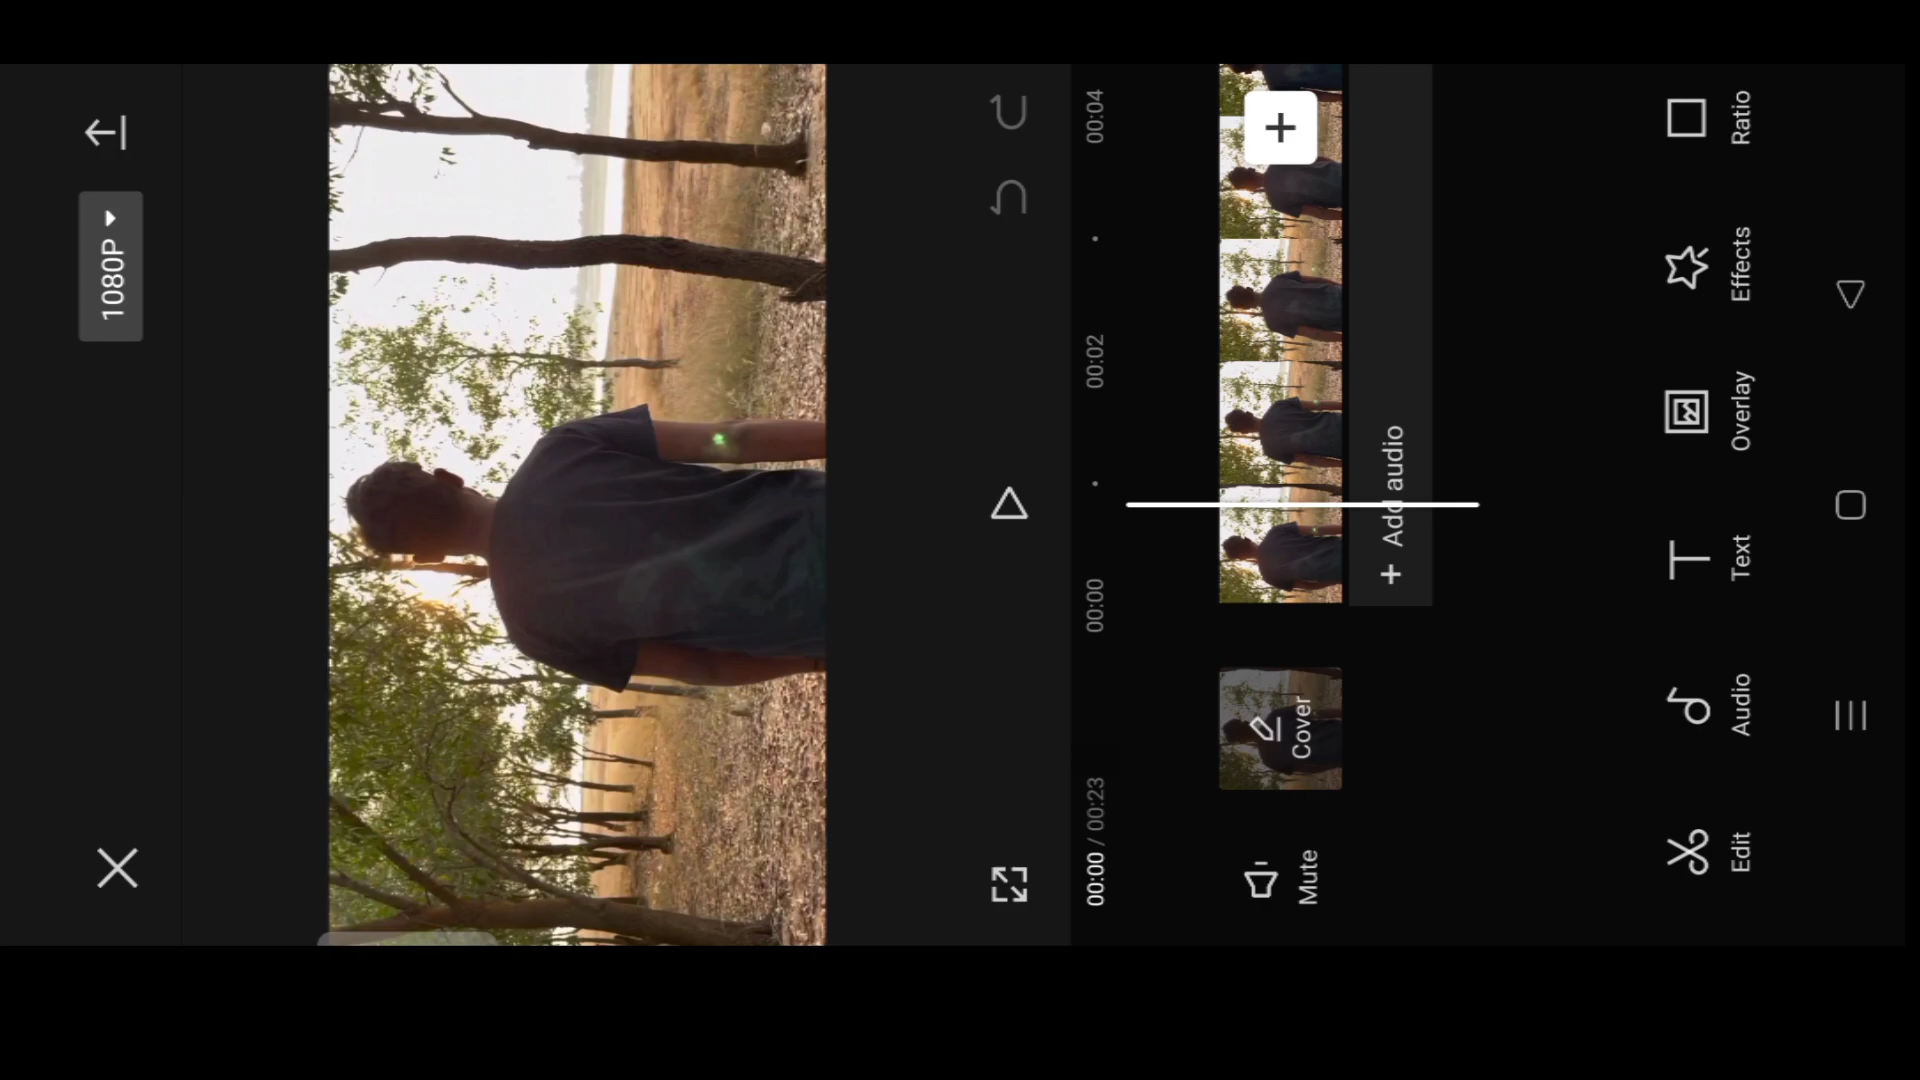 1080P
00:00 / 00:23
00:00
00:02
00:04
Mute
Cover
+ Add audio
Edit
Audio
Text
Overlay
Effects
Ratio